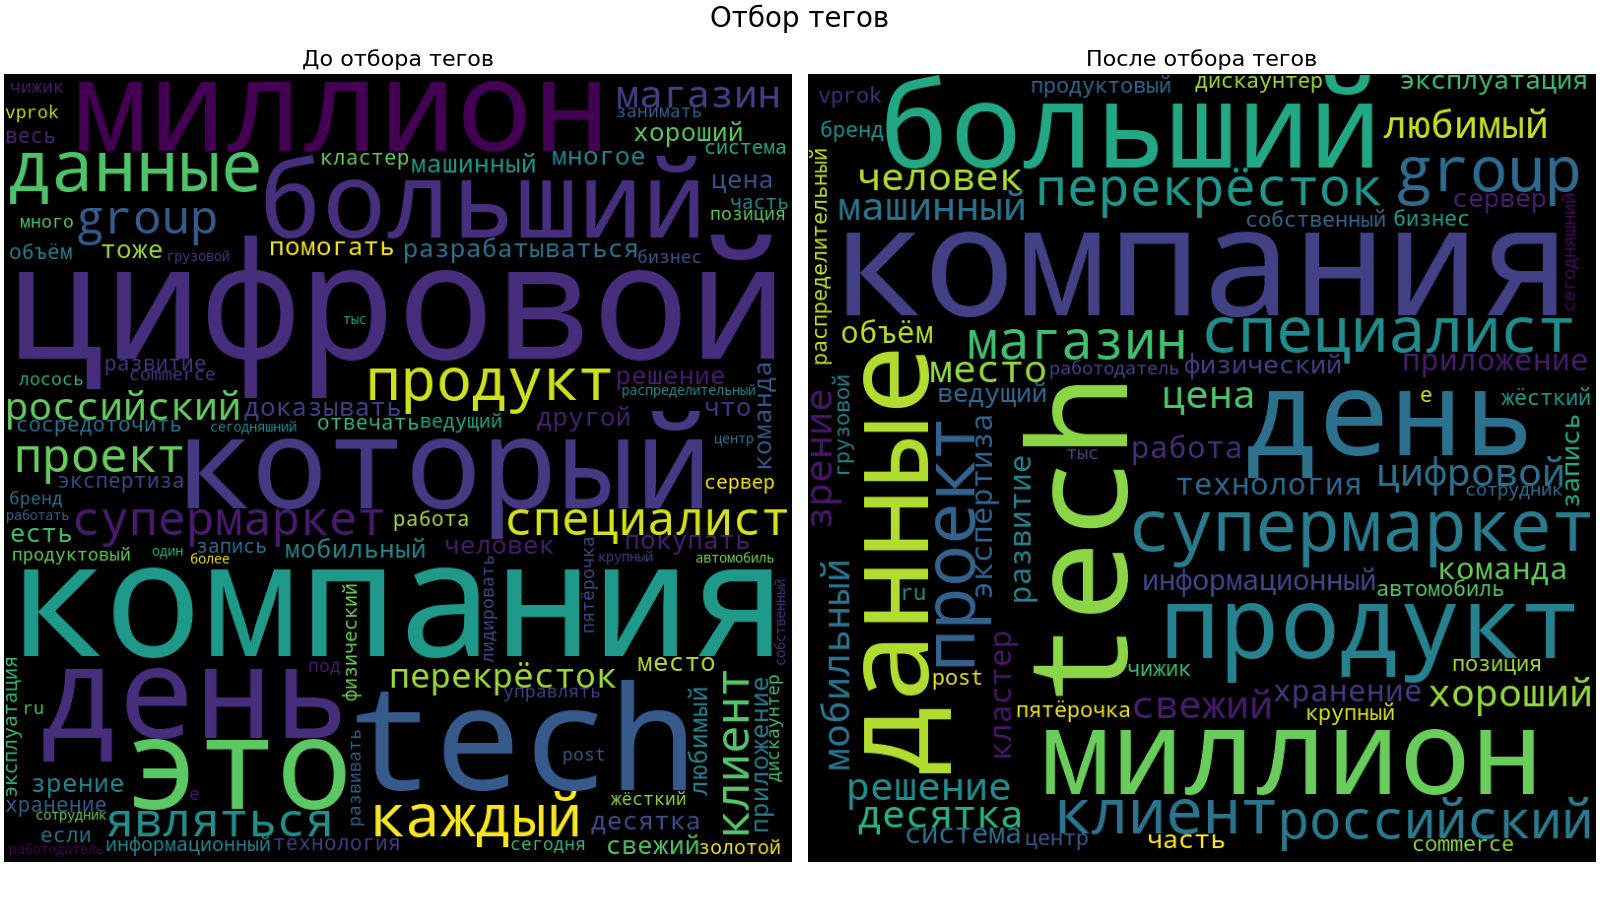 Отбор тегов
До отбора тегов
чижик
миллион
магазин
vprok
занимать
весь
хороший
данные
кластер
машинный
многое
система
больший
цена
часть
много
group
позиция
объём
тоже
грузовой
помогать
разрабатываться
бизнес
цифровой
тыс
развитие
commerce
лосось
продукт
решение
распределительный
команда
российский
доказывать
другой
что
сосредоточить
сегодняшний
отвечать
ведущий
центр
проект
который
экспертиза
сервер
бренд
работать
супермаркет
работа
специалист
есть
продуктовый
один
запись
более
мобильный
человек
покупать
крупный
автомобиль
пятёрочка
лидировать
собственный
компания
физический
эксплуатация
под
перекрёсток
место
управлять
день
ru
tech
любимый
клиент
приложение
дискаунтер
это
post
развивать
зрение
е
хранение
сотрудник
жёсткий
являться
каждый
десятка
если
работодатель
информационный
технология
сегодня
свежий
золотой
После отбора тегов
vprok
продуктовый
дискаунтер
эксплуатация
бренд
больший
любимый
распределительный
человек
перекрёсток
group
машинный
собственный
бизнес
сервер
сегодняшний
компания
объём
магазин
специалист
место
работодатель
физический
приложение
данные
ведущий
цена
день
е
жёсткий
зрение
грузовой
проект
экспертиза
развитие
tech
тыс
работа
технология
цифровой
сотрудник
запись
супермаркет
мобильный
ru
информационный
команда
автомобиль
продукт
кластер
чижик
позиция
post
пятёрочка
свежий
хранение
крупный
хороший
миллион
решение
десятка
клиент
российский
система
центр
часть
commerce